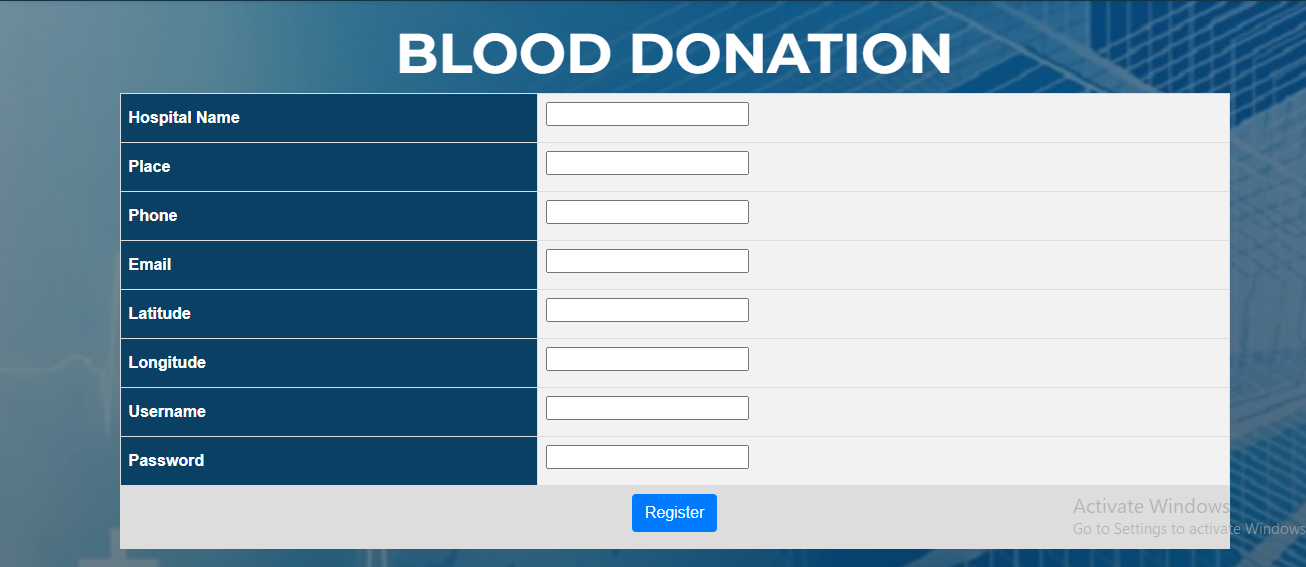 BLOOD DONATION
Hospital Name
Place
Phone
Email
Latitude
Longitude
Username
Password
Register
Activate Windows
Go to Settings to activate Windows